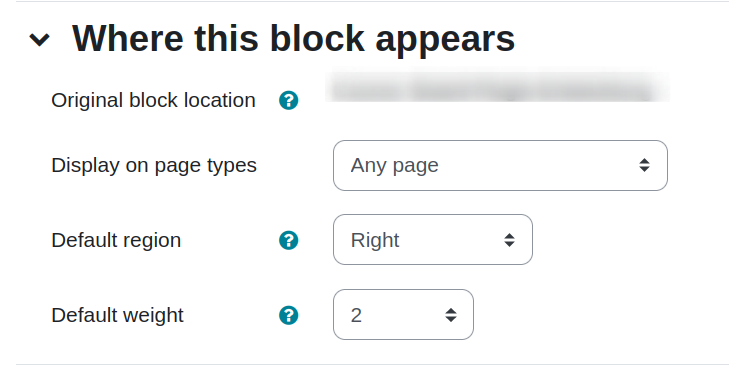 Where this block appears
Original block location
Display on page types Any page
Default region Right
Default weight 2